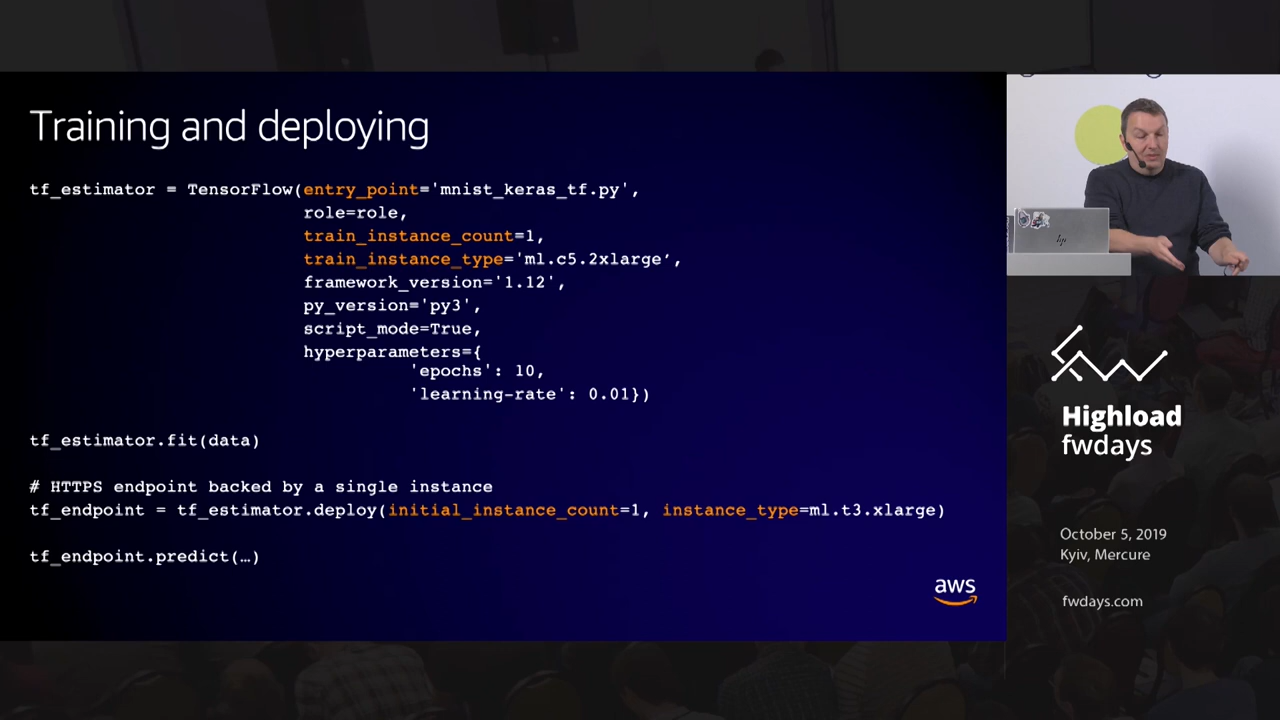 Training and deploying
tf_estimator = TensorFlow(entry_point='mnist_keras_tf.py',
role=role,
train_instance_count=1,
train_instance_type='ml.c5.2xlarge’,
framework_version='1.12',
py_version='py3',
script_mode=True,
hyperparameters={
'epochs': 10,
'learning-rate': 0.01})
tf_estimator.fit(data)
# HTTPS endpoint backed by a single instance
tf_endpoint = tf_estimator.deploy(initial_instance_count=1, instance_type=ml.t3.xlarge)
tf_endpoint.predict(…)
aws
hp
Highload
fwdays
October 5, 2019
Kyiv, Mercure
fwdays.com